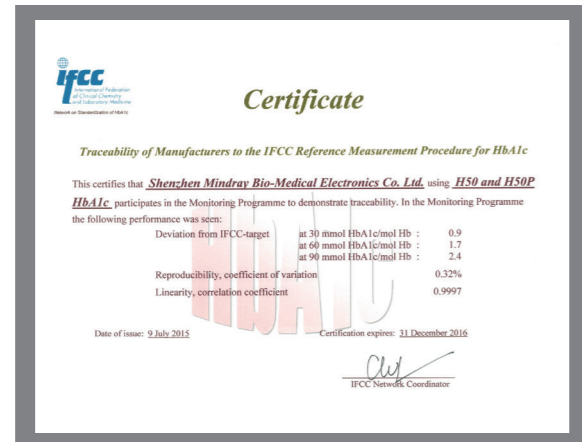 ifcc
International Federation
of Clinical Chemistry
and Laboratory Medicine
Network on Standardization of HbA1c
Certificate
Traceability of Manufacturers to the IFCC Reference Measurement Procedure for HbA1c
This certifies that Shenzhen Mindray Bio-Medical Electronics Co. Ltd. using H50 and H50P
HbA1c participates in the Monitoring Programme to demonstrate traceability. In the Monitoring Programme
the following performance was seen:
Deviation from IFCC-target at 30 mmol HbA1c/mol Hb : 0.9
at 60 mmol HbA1c/mol Hb : 1.7
at 90 mmol HbA1c/mol Hb : 2.4
Reproducibility, coefficient of variation 0.32%
Linearity, correlation coefficient 0.9997
HbA1c
Date of issue: 9 July 2015 Certification expires: 31 December 2016
IFCC Network Coordinator